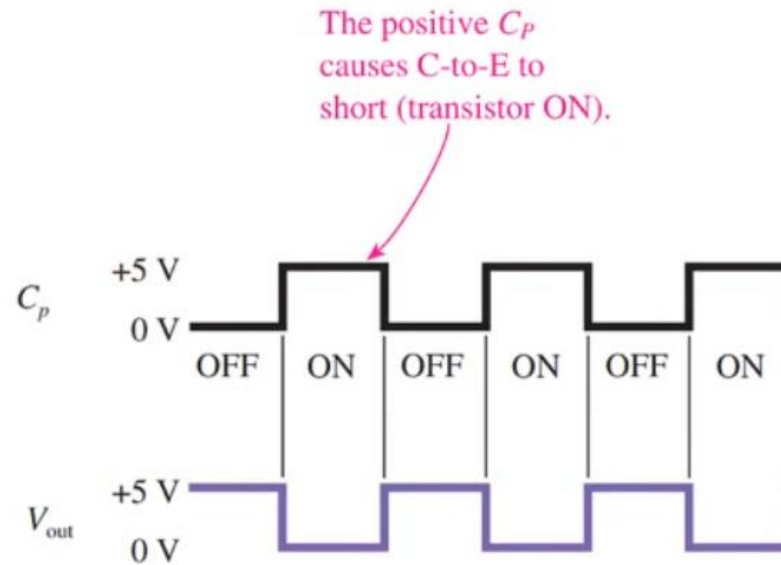 The positive C_P
causes C-to-E to
short (transistor ON).
+5 V
C_p
0 V
OFF ON OFF ON OFF ON
+5 V
V_out
0 V